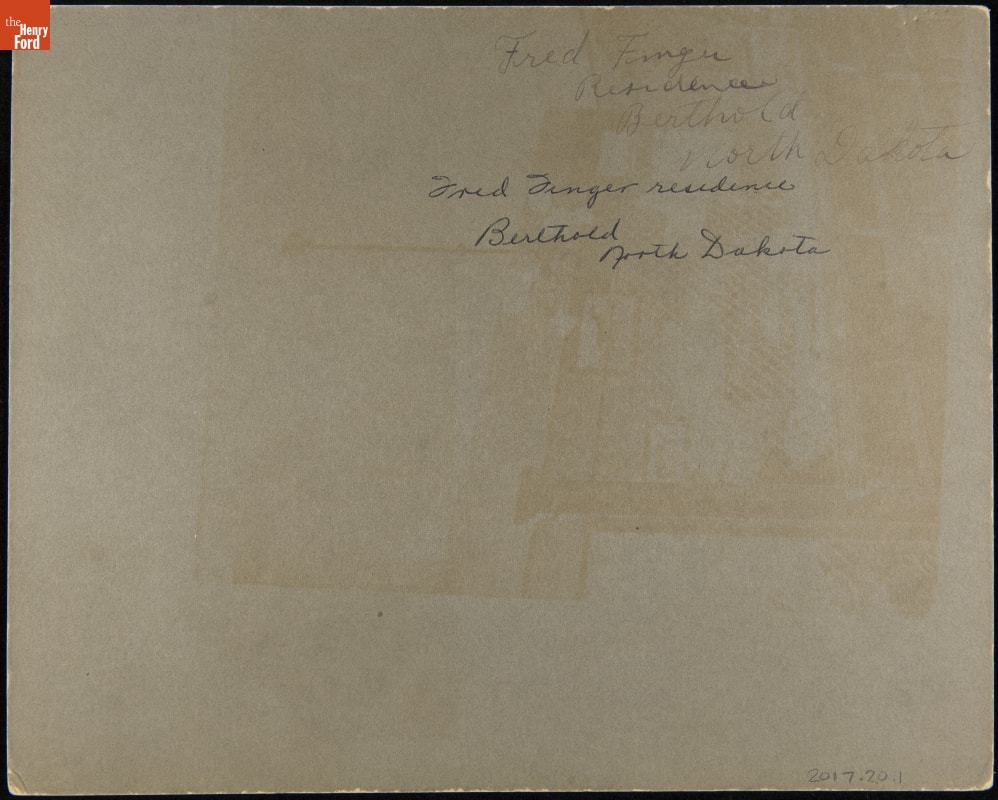 the
Henry
Ford
Fred Finger
Residence
Berthold
North Dakota
Fred Finger residence
Berthold
North Dakota
2017.20.1